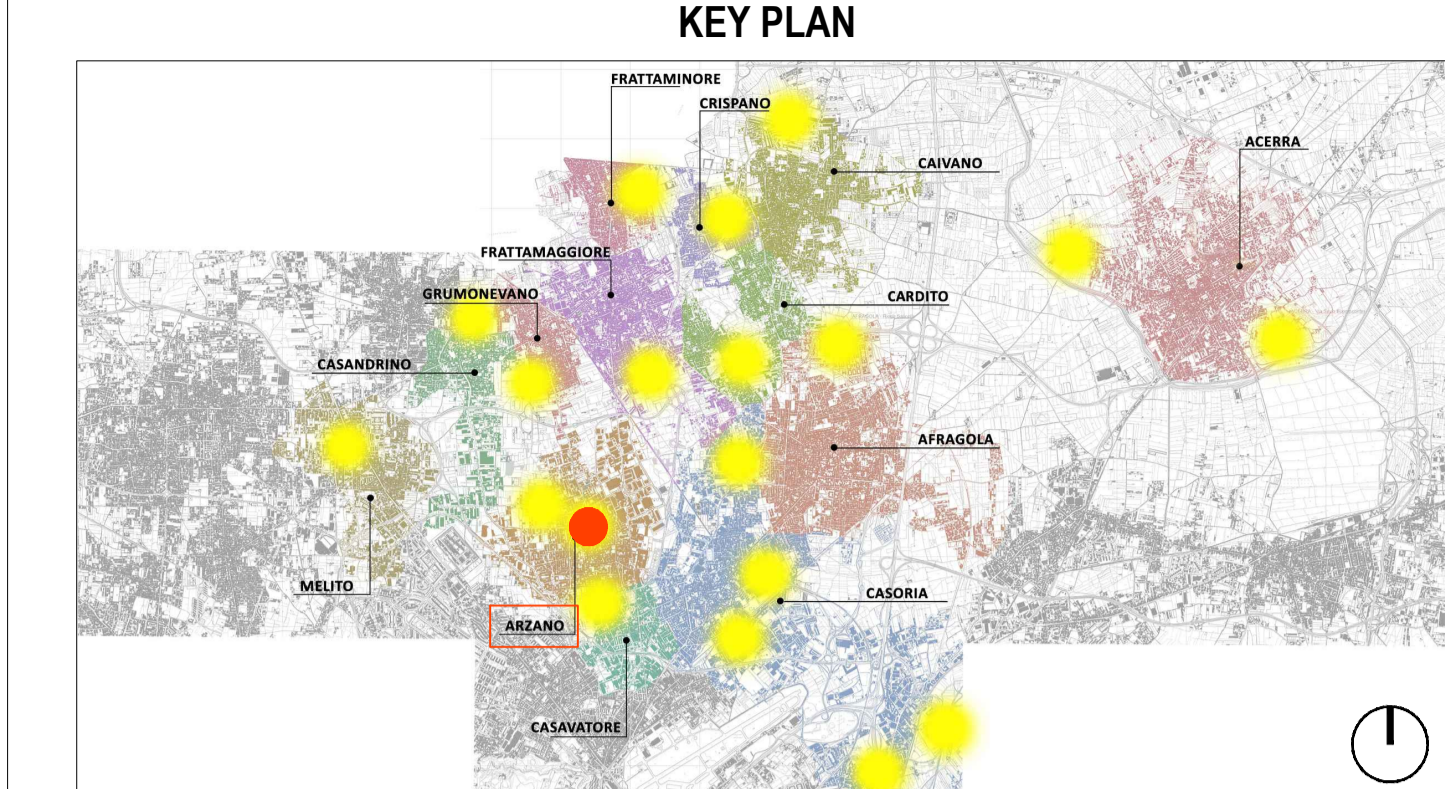 KEY PLAN
FRATTAMINORE
CRISPANO
ACERRA
CAIVANO
FRATTAMAGGIORE
GRUMONEVANO
CARDITO
CASANDRINO
AFRAGOLA
MELITO
CASORIA
ARZANO
CASAVATORE